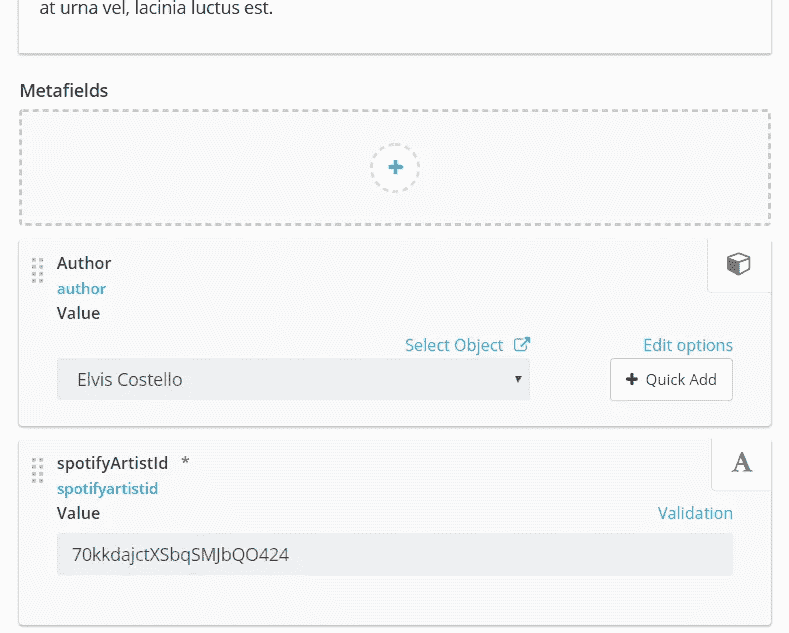 at urna vel, lacinia luctus est.
Metafields
Author
author
Value
Select Object Edit options
Elvis Costello Quick Add
spotifyArtistId *
spotifyartistid
Value Validation
70kkdajctXSbqSMJbQO424